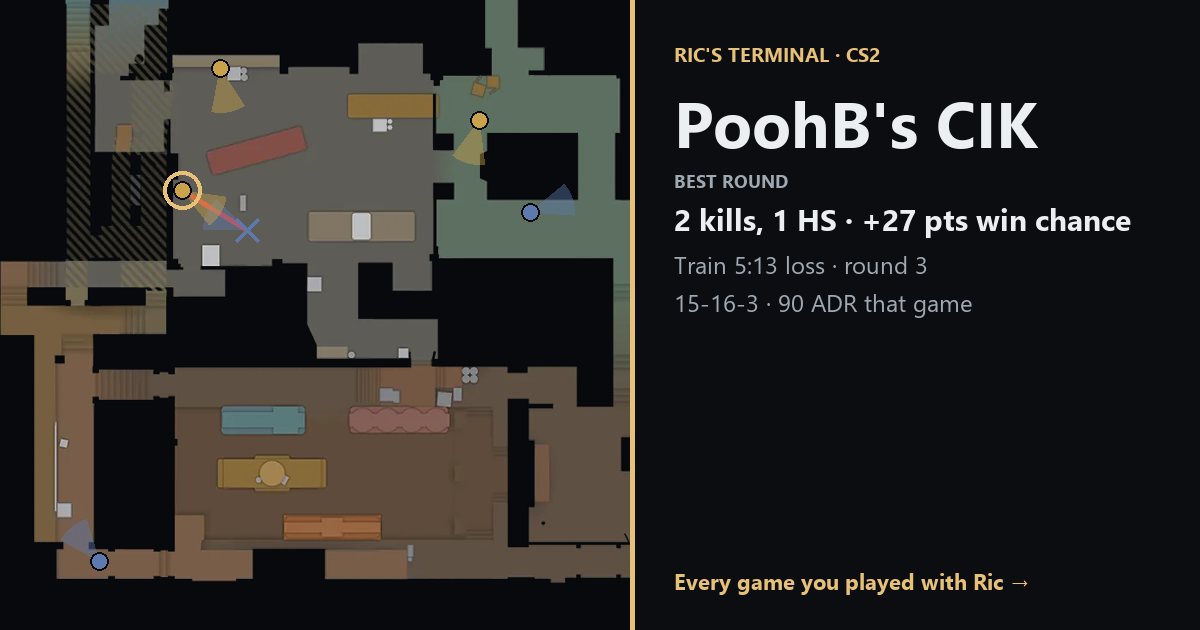 RIC'S TERMINAL · CS2
PoohB's CIK
BEST ROUND
2 kills, 1 HS · +27 pts win chance
Train 5:13 loss · round 3
15-16-3 · 90 ADR that game
Every game you played with Ric →